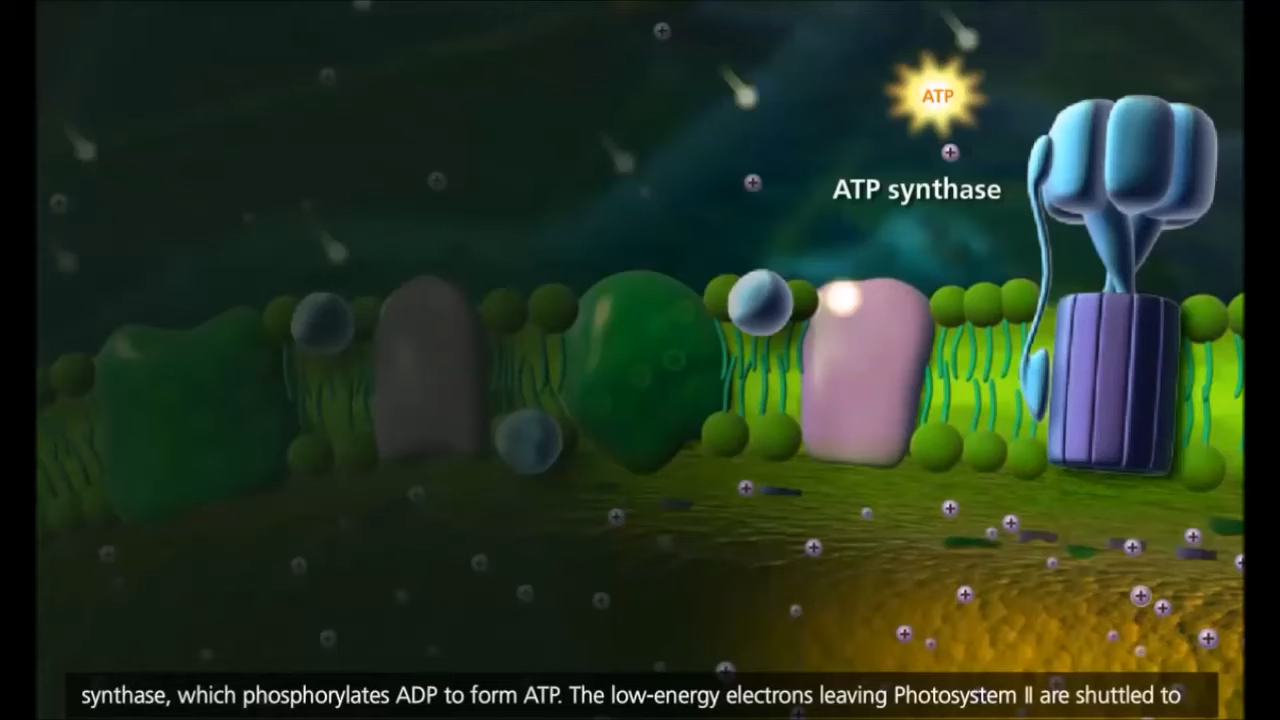 ATP
ATP synthase
synthase, which phosphorylates ADP to form ATP. The low-energy electrons leaving Photosystem II are shuttled to